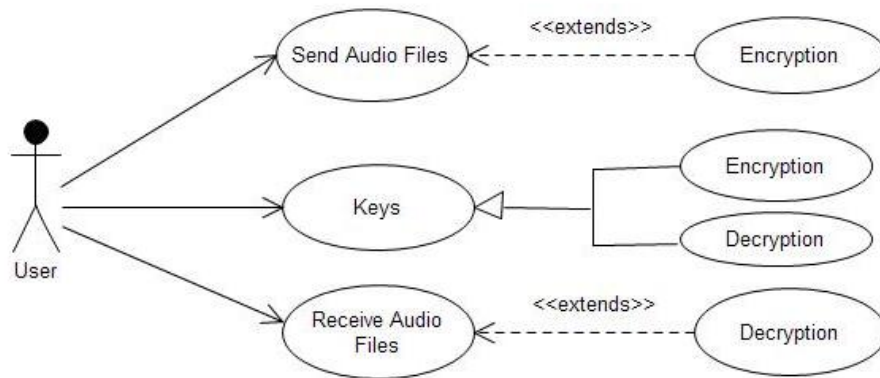 <<extends>>
Send Audio Files
Encryption
Encryption
Keys
Decryption
User
<<extends>>
Receive Audio
Files
Decryption